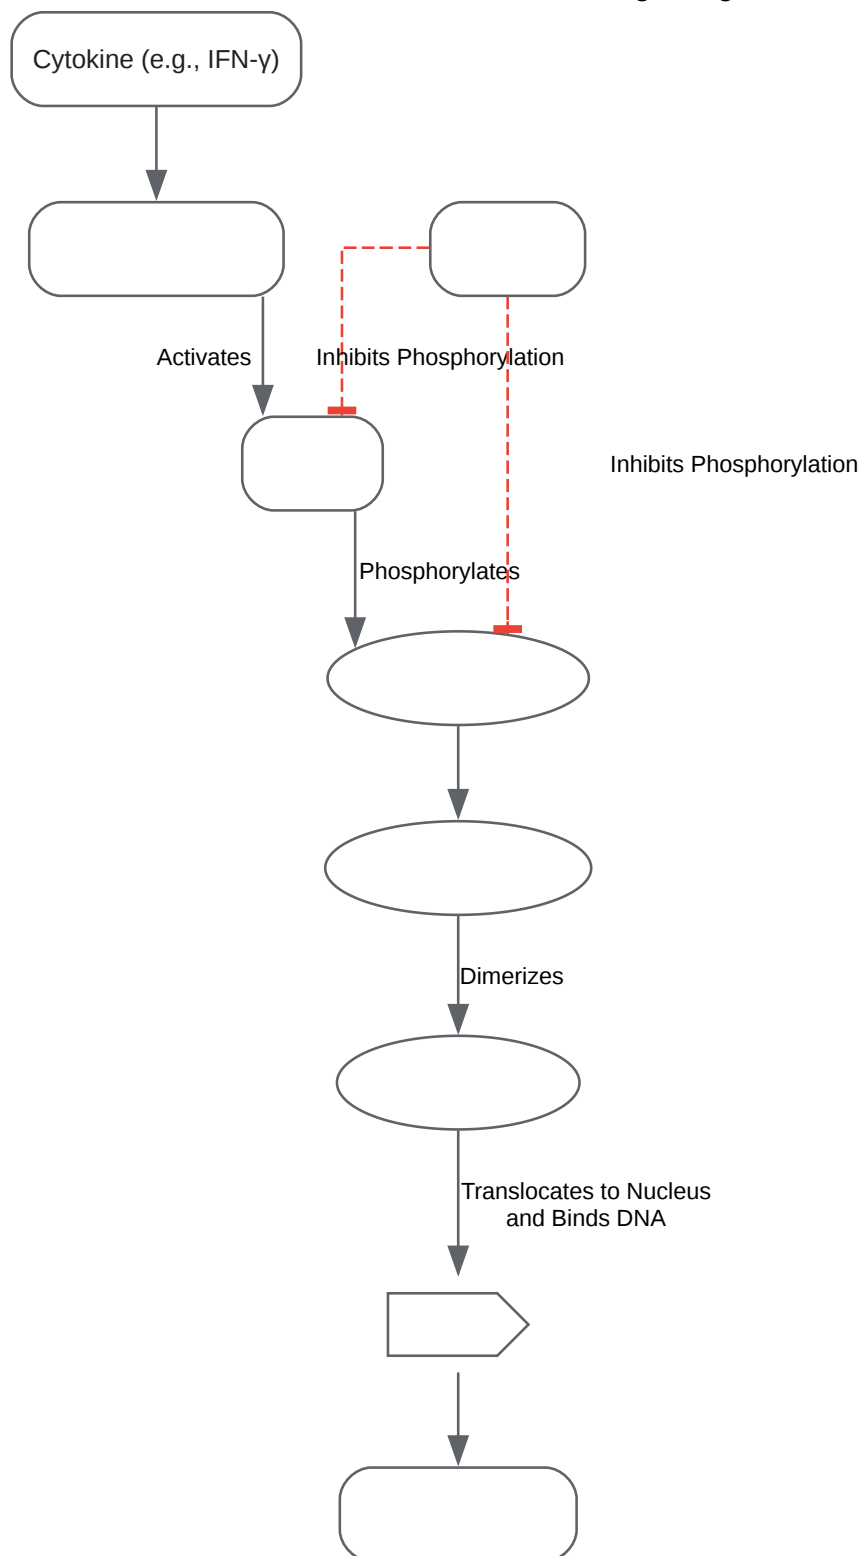 Cytokine (e.g., IFN-γ)
Activates
Inhibits Phosphorylation
Inhibits Phosphorylation
Phosphorylates
Dimerizes
Translocates to Nucleus
and Binds DNA